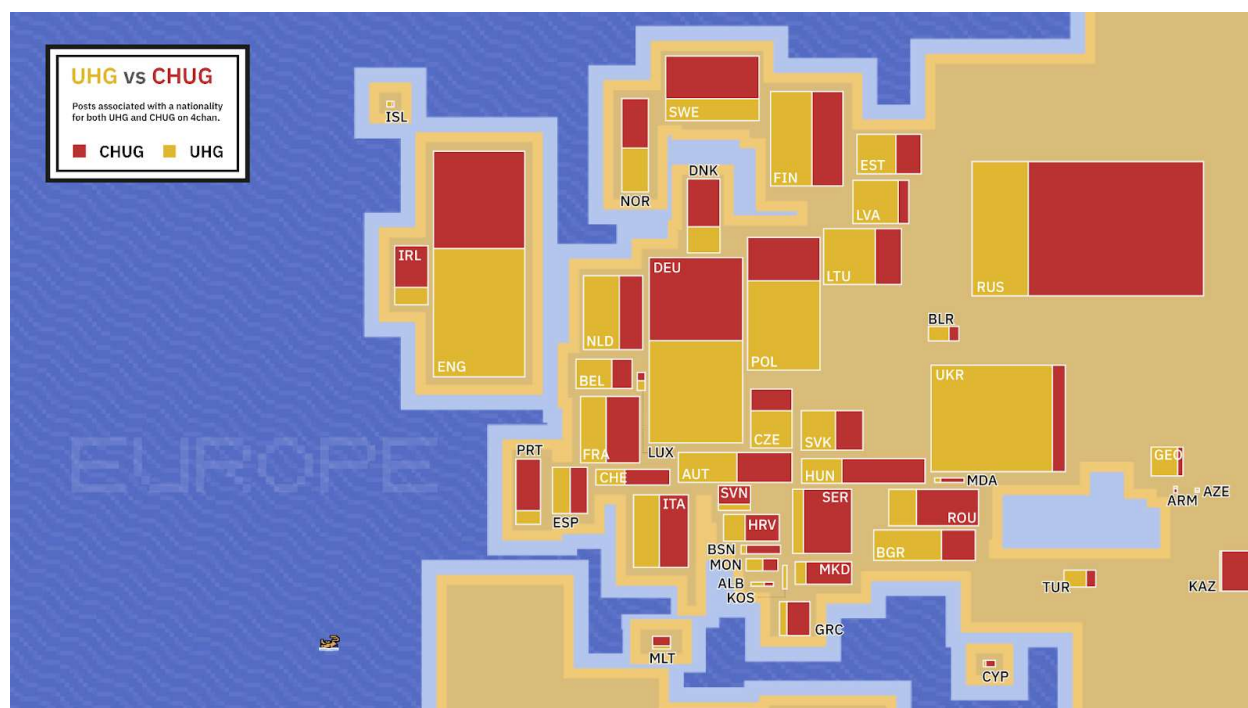 UHG vs CHUG
Posts associated with a nationality
for both UHG and CHUG on 4chan.
CHUG UHG
ISL
SWE
NOR
DNK
FIN
EST
LVA
LTU
IRL
ENG
DEU
RUS
NLD
POL
BLR
BEL
UKR
FRA
LUX
CZE
SVK
EUROPE
PRT
CHE
AUT
HUN
MDA
GEO
ESP
ITA
SVN
SER
ROU
ARM
AZE
HRV
BSN
MON
BGR
ALB
KOS
MKD
TUR
KAZ
GRC
MLT
CYP